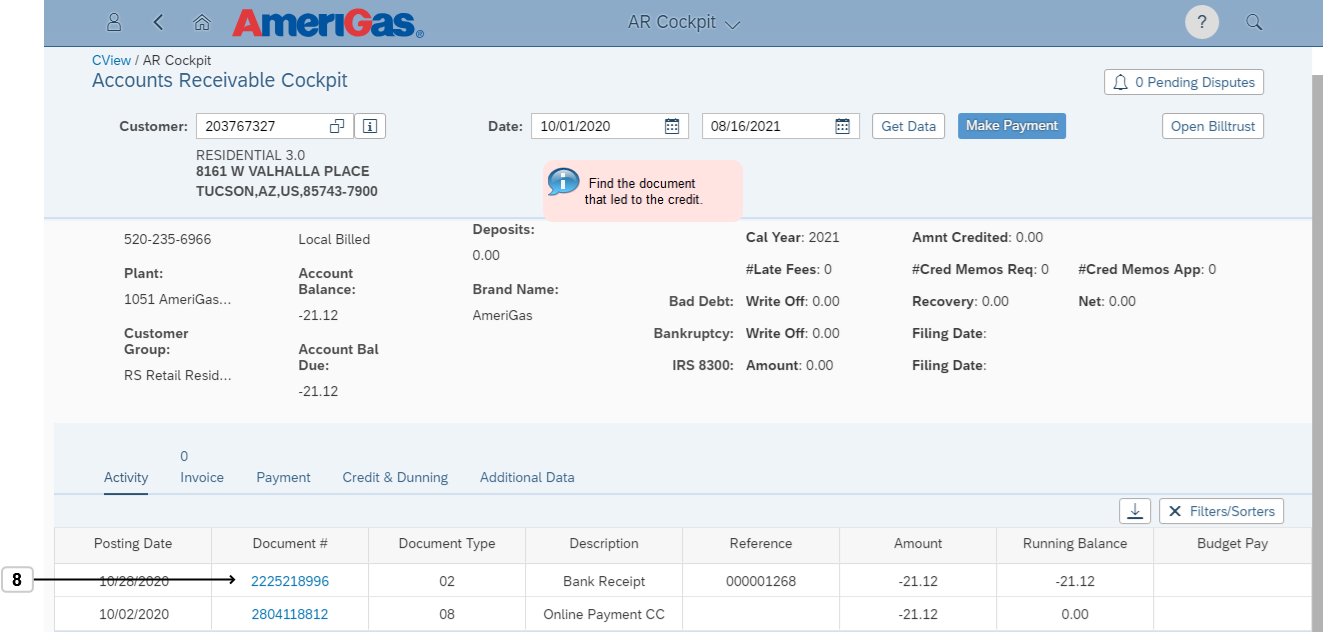 AmeriGas®
AR Cockpit
?
CView / AR Cockpit
Accounts Receivable Cockpit
0 Pending Disputes
Customer: 203767327
Date: 10/01/2020 08/16/2021 Get Data Make Payment Open Billtrust
RESIDENTIAL 3.0
8161 W VALHALLA PLACE
TUCSON,AZ,US,85743-7900
Find the document
that led to the credit.
520-235-6966
Plant:
1051 AmeriGas...
Customer
Group:
RS Retail Resid...
Local Billed
Account
Balance:
-21.12
Account Bal
Due:
-21.12
Deposits:
0.00
Brand Name:
AmeriGas
Cal Year: 2021 Amnt Credited: 0.00
#Late Fees: 0 #Cred Memos Req: 0 #Cred Memos App: 0
Bad Debt: Write Off: 0.00 Recovery: 0.00 Net: 0.00
Bankruptcy: Write Off: 0.00 Filing Date:
IRS 8300: Amount: 0.00 Filing Date:
0
Activity Invoice Payment Credit & Dunning Additional Data
Filters/Sorters
Posting Date Document # Document Type Description Reference Amount Running Balance Budget Pay
8 10/28/2020 2225218996 02 Bank Receipt 000001268 -21.12 -21.12
10/02/2020 2804118812 08 Online Payment CC -21.12 0.00